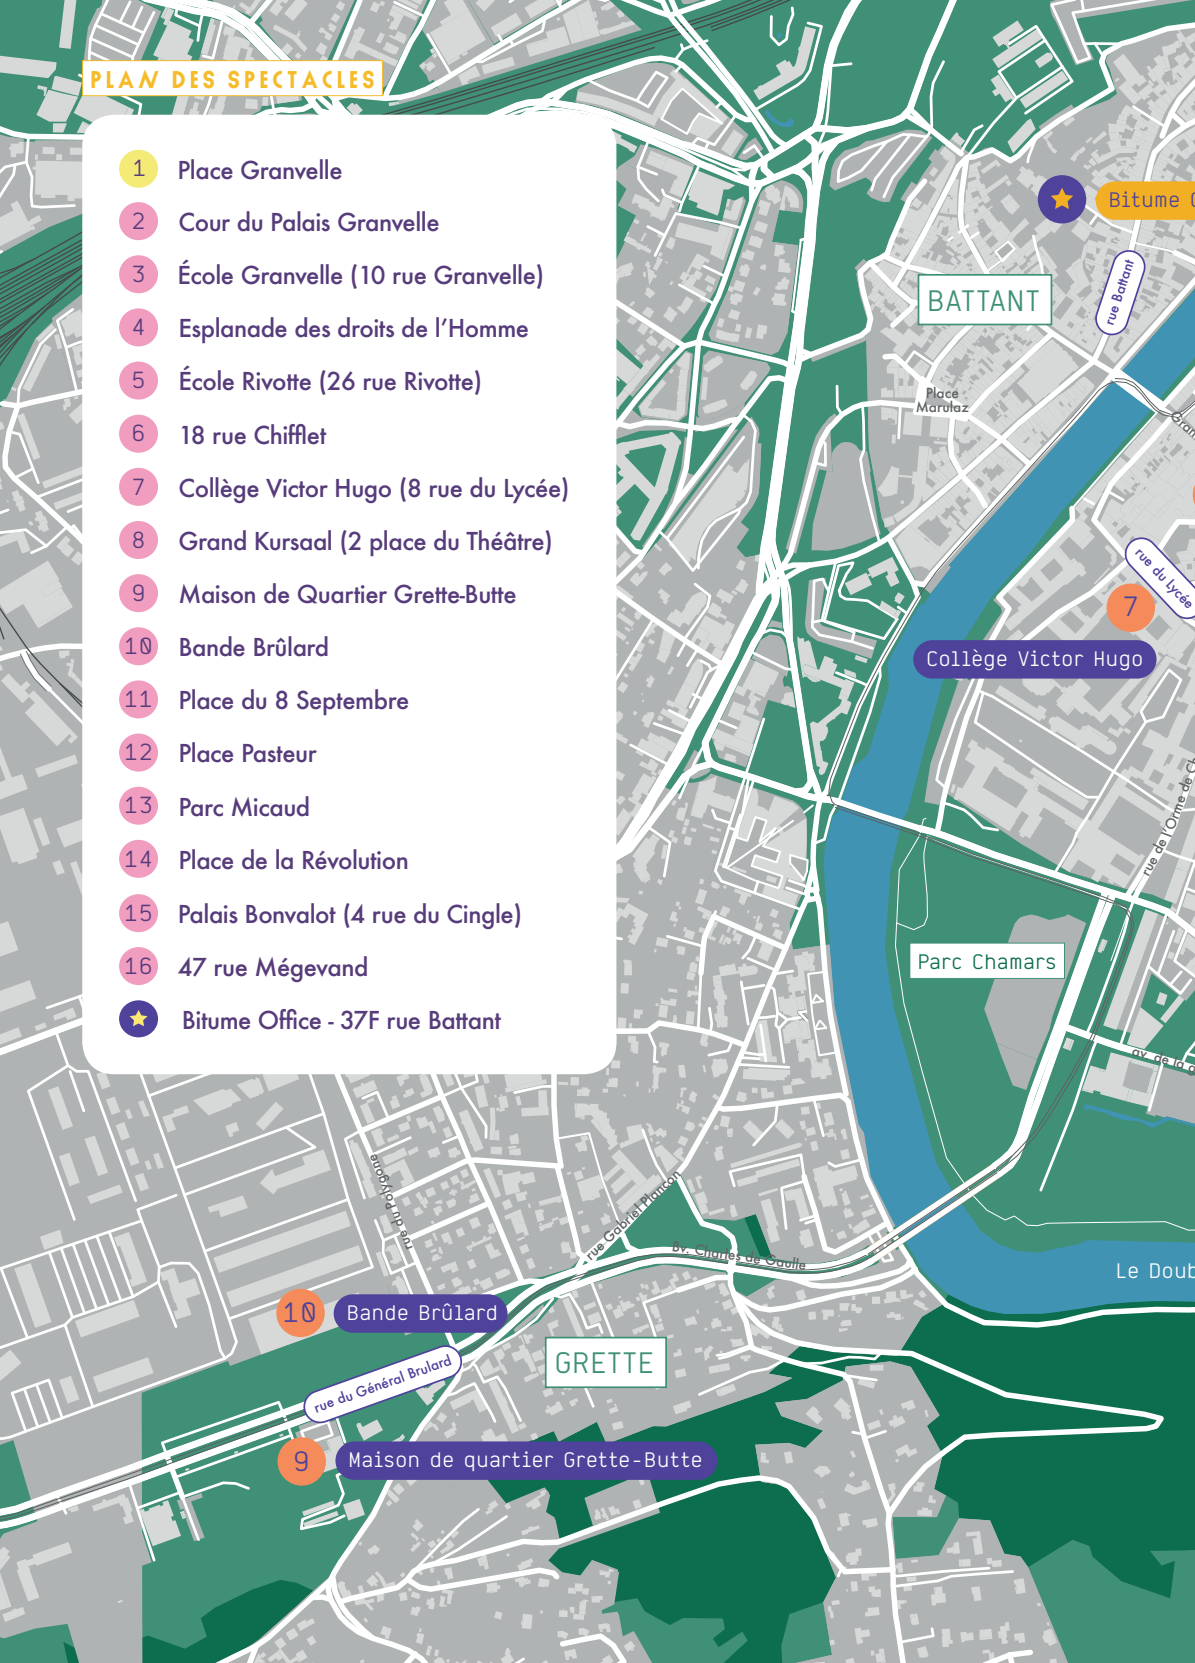 PLAN DES SPECTACLES
1 Place Granvelle
2 Cour du Palais Granvelle
3 École Granvelle (10 rue Granvelle)
4 Esplanade des droits de l'Homme
5 École Rivotte (26 rue Rivotte)
6 18 rue Chifflet
7 Collège Victor Hugo (8 rue du Lycée)
8 Grand Kursaal (2 place du Théâtre)
9 Maison de Quartier Grette-Butte
10 Bande Brûlard
11 Place du 8 Septembre
12 Place Pasteur
13 Parc Micaud
14 Place de la Révolution
15 Palais Bonvalot (4 rue du Cingle)
16 47 rue Mégevand
Bitume Office - 37F rue Battant
Bitume
rue Battant
BATTANT
Place
Marulaz
Gran
rue du Lycée
7
Collège Victor Hugo
rue de l'Orme de Ch
Parc Chamars
av. de la g
rue du Polygone
rue Gabriel Plançon
Bv. Charles de Gaulle
Le Doub
10 Bande Brûlard
GRETTE
rue du Général Brulard
9 Maison de quartier Grette-Butte